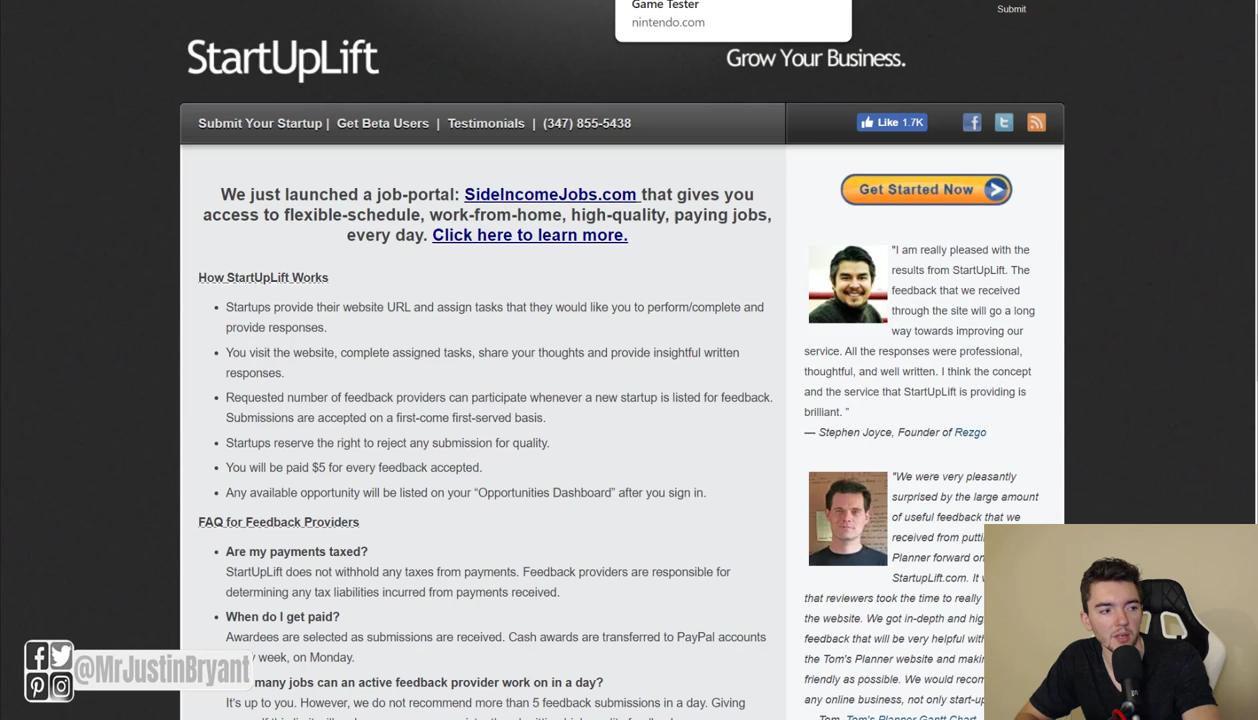 Game Tester
nintendo.com
Submit
StartUpLift
Grow Your Business.
Submit Your Startup | Get Beta Users | Testimonials | (347) 855-5438
Like 1.7K
We just launched a job-portal: SideIncomeJobs.com that gives you
access to flexible-schedule, work-from-home, high-quality, paying jobs,
every day. Click here to learn more.
How StartUpLift Works
Startups provide their website URL and assign tasks that they would like you to perform/complete and
provide responses.
You visit the website, complete assigned tasks, share your thoughts and provide insightful written
responses.
Requested number of feedback providers can participate whenever a new startup is listed for feedback.
Submissions are accepted on a first-come first-served basis.
Startups reserve the right to reject any submission for quality.
You will be paid $5 for every feedback accepted.
Any available opportunity will be listed on your “Opportunities Dashboard” after you sign in.
FAQ for Feedback Providers
Are my payments taxed?
StartUpLift does not withhold any taxes from payments. Feedback providers are responsible for
determining any tax liabilities incurred from payments received.
When do I get paid?
Awardees are selected as submissions are received. Cash awards are transferred to PayPal accounts
week, on Monday.
many jobs can an active feedback provider work on in a day?
It's up to you. However, we do not recommend more than 5 feedback submissions in a day. Giving
Get Started Now
"I am really pleased with the
results from StartUpLift. The
feedback that we received
through the site will go a long
way towards improving our
service. All the responses were professional,
thoughtful, and well written. I think the concept
and the service that StartUpLift is providing is
brilliant. ”
— Stephen Joyce, Founder of Rezgo
"We were very pleasantly
surprised by the large amount
of useful feedback that we
received from
Planner forward
StartupLift.com.
that reviewers took the time to really
the website. We got in-depth and
feedback that will be very helpful
the Tom's Planner website and
friendly as possible. We would
any online business, not only
Tom, Tom's Planner Gantt Chart
@MrJustinBryant